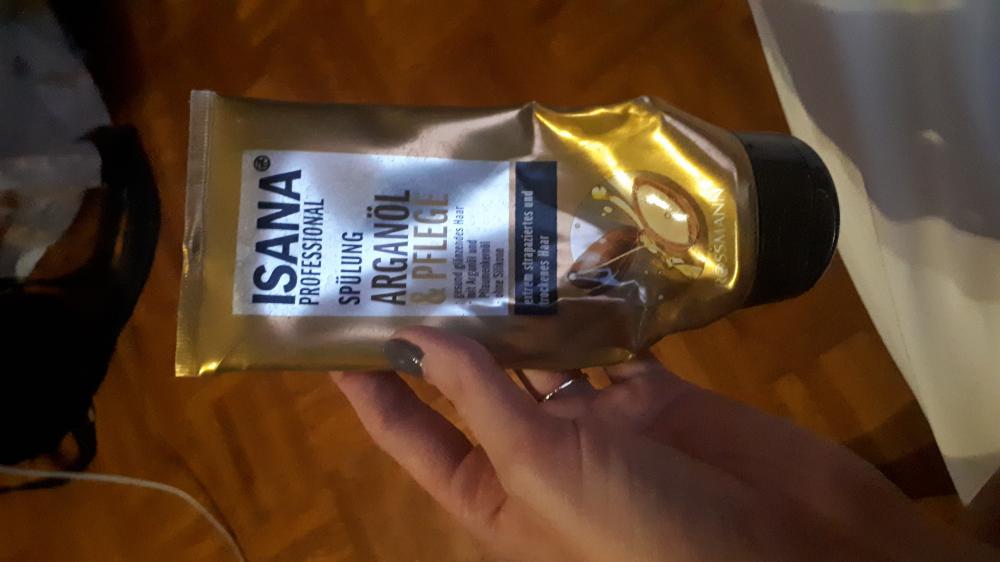 ISANA®
PROFESSIONAL
SPÜLUNG
ARGANÖL
& PFLEGE
gesund glänzendes Haar
mit Arganöl und
Pflaumenkernöl
ohne Silikone
extrem strapaziertes und
trockenes Haar
ROSSMANN